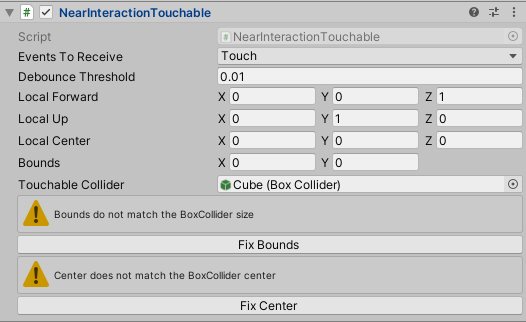 NearInteractionTouchable
Script NearInteractionTouchable
Events To Receive Touch
Debounce Threshold 0.01
Local Forward X 0 Y 0 Z 1
Local Up X 0 Y 1 Z 0
Local Center X 0 Y 0 Z 0
Bounds X 0 Y 0
Touchable Collider Cube (Box Collider)
Bounds do not match the BoxCollider size
Fix Bounds
Center does not match the BoxCollider center
Fix Center